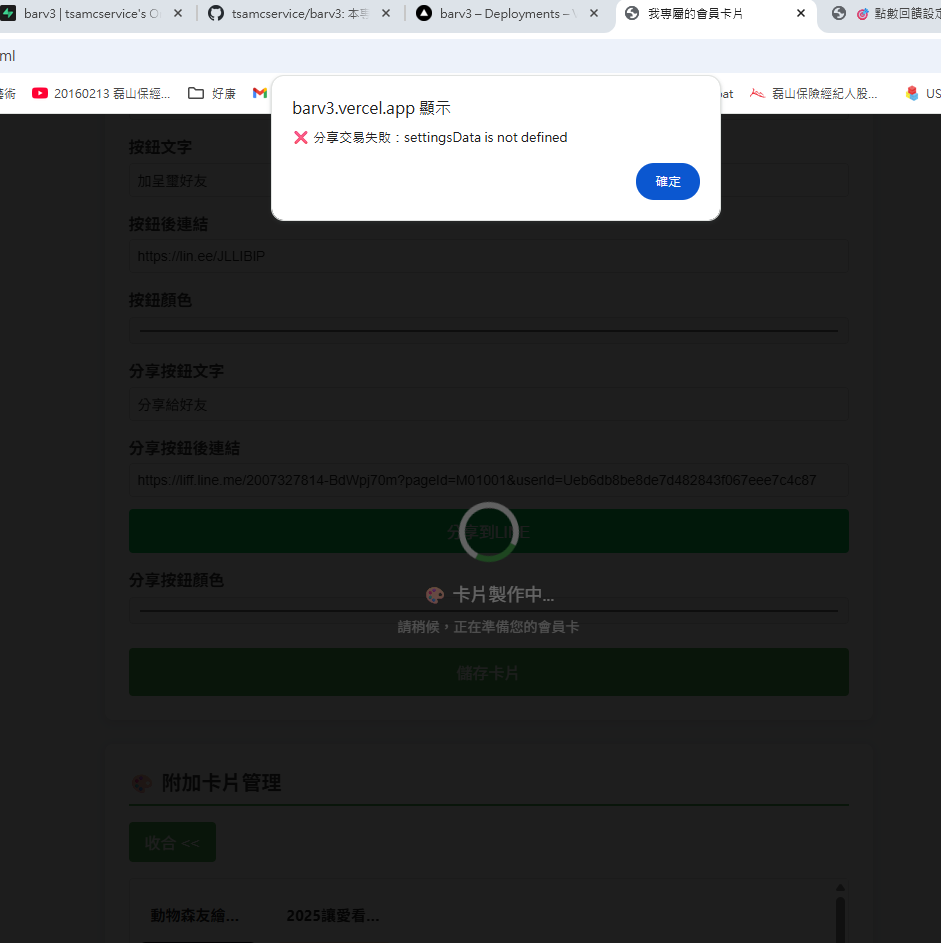 barv3 | tsamcservice's O
tsamcservice/barv3: 本專
barv3 – Deployments –
我專屬的會員卡片
點數回饋設定
ml
藝術
20160213 磊山保經...
好康
at
磊山保險經紀人股...
US
barv3.vercel.app 顯示
❌ 分享交易失敗：settingsData is not defined
確定
按鈕文字
加呈璽好友
按鈕後連結
https://lin.ee/JLLIBlP
按鈕顏色
分享按鈕文字
分享給好友
分享按鈕後連結
https://liff.line.me/2007327814-BdWpj70m?pageId=M01001&userId=Ueb6db8be8de7d482843f067eee7c4c87
分享到LINE
分享按鈕顏色
🎨 卡片製作中...
請稍候，正在準備您的會員卡
儲存卡片
🎨 附加卡片管理
收合 <<
動物森友繪...
2025讓愛看...